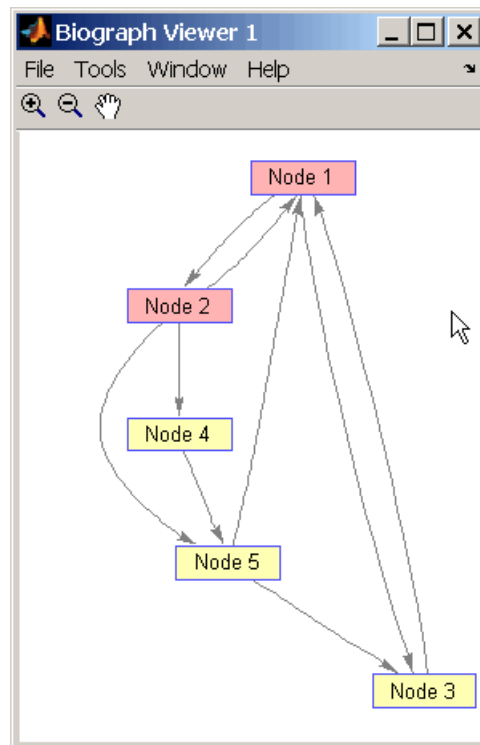 Biograph Viewer 1
File Tools Window Help
Node 1
Node 2
Node 4
Node 5
Node 3